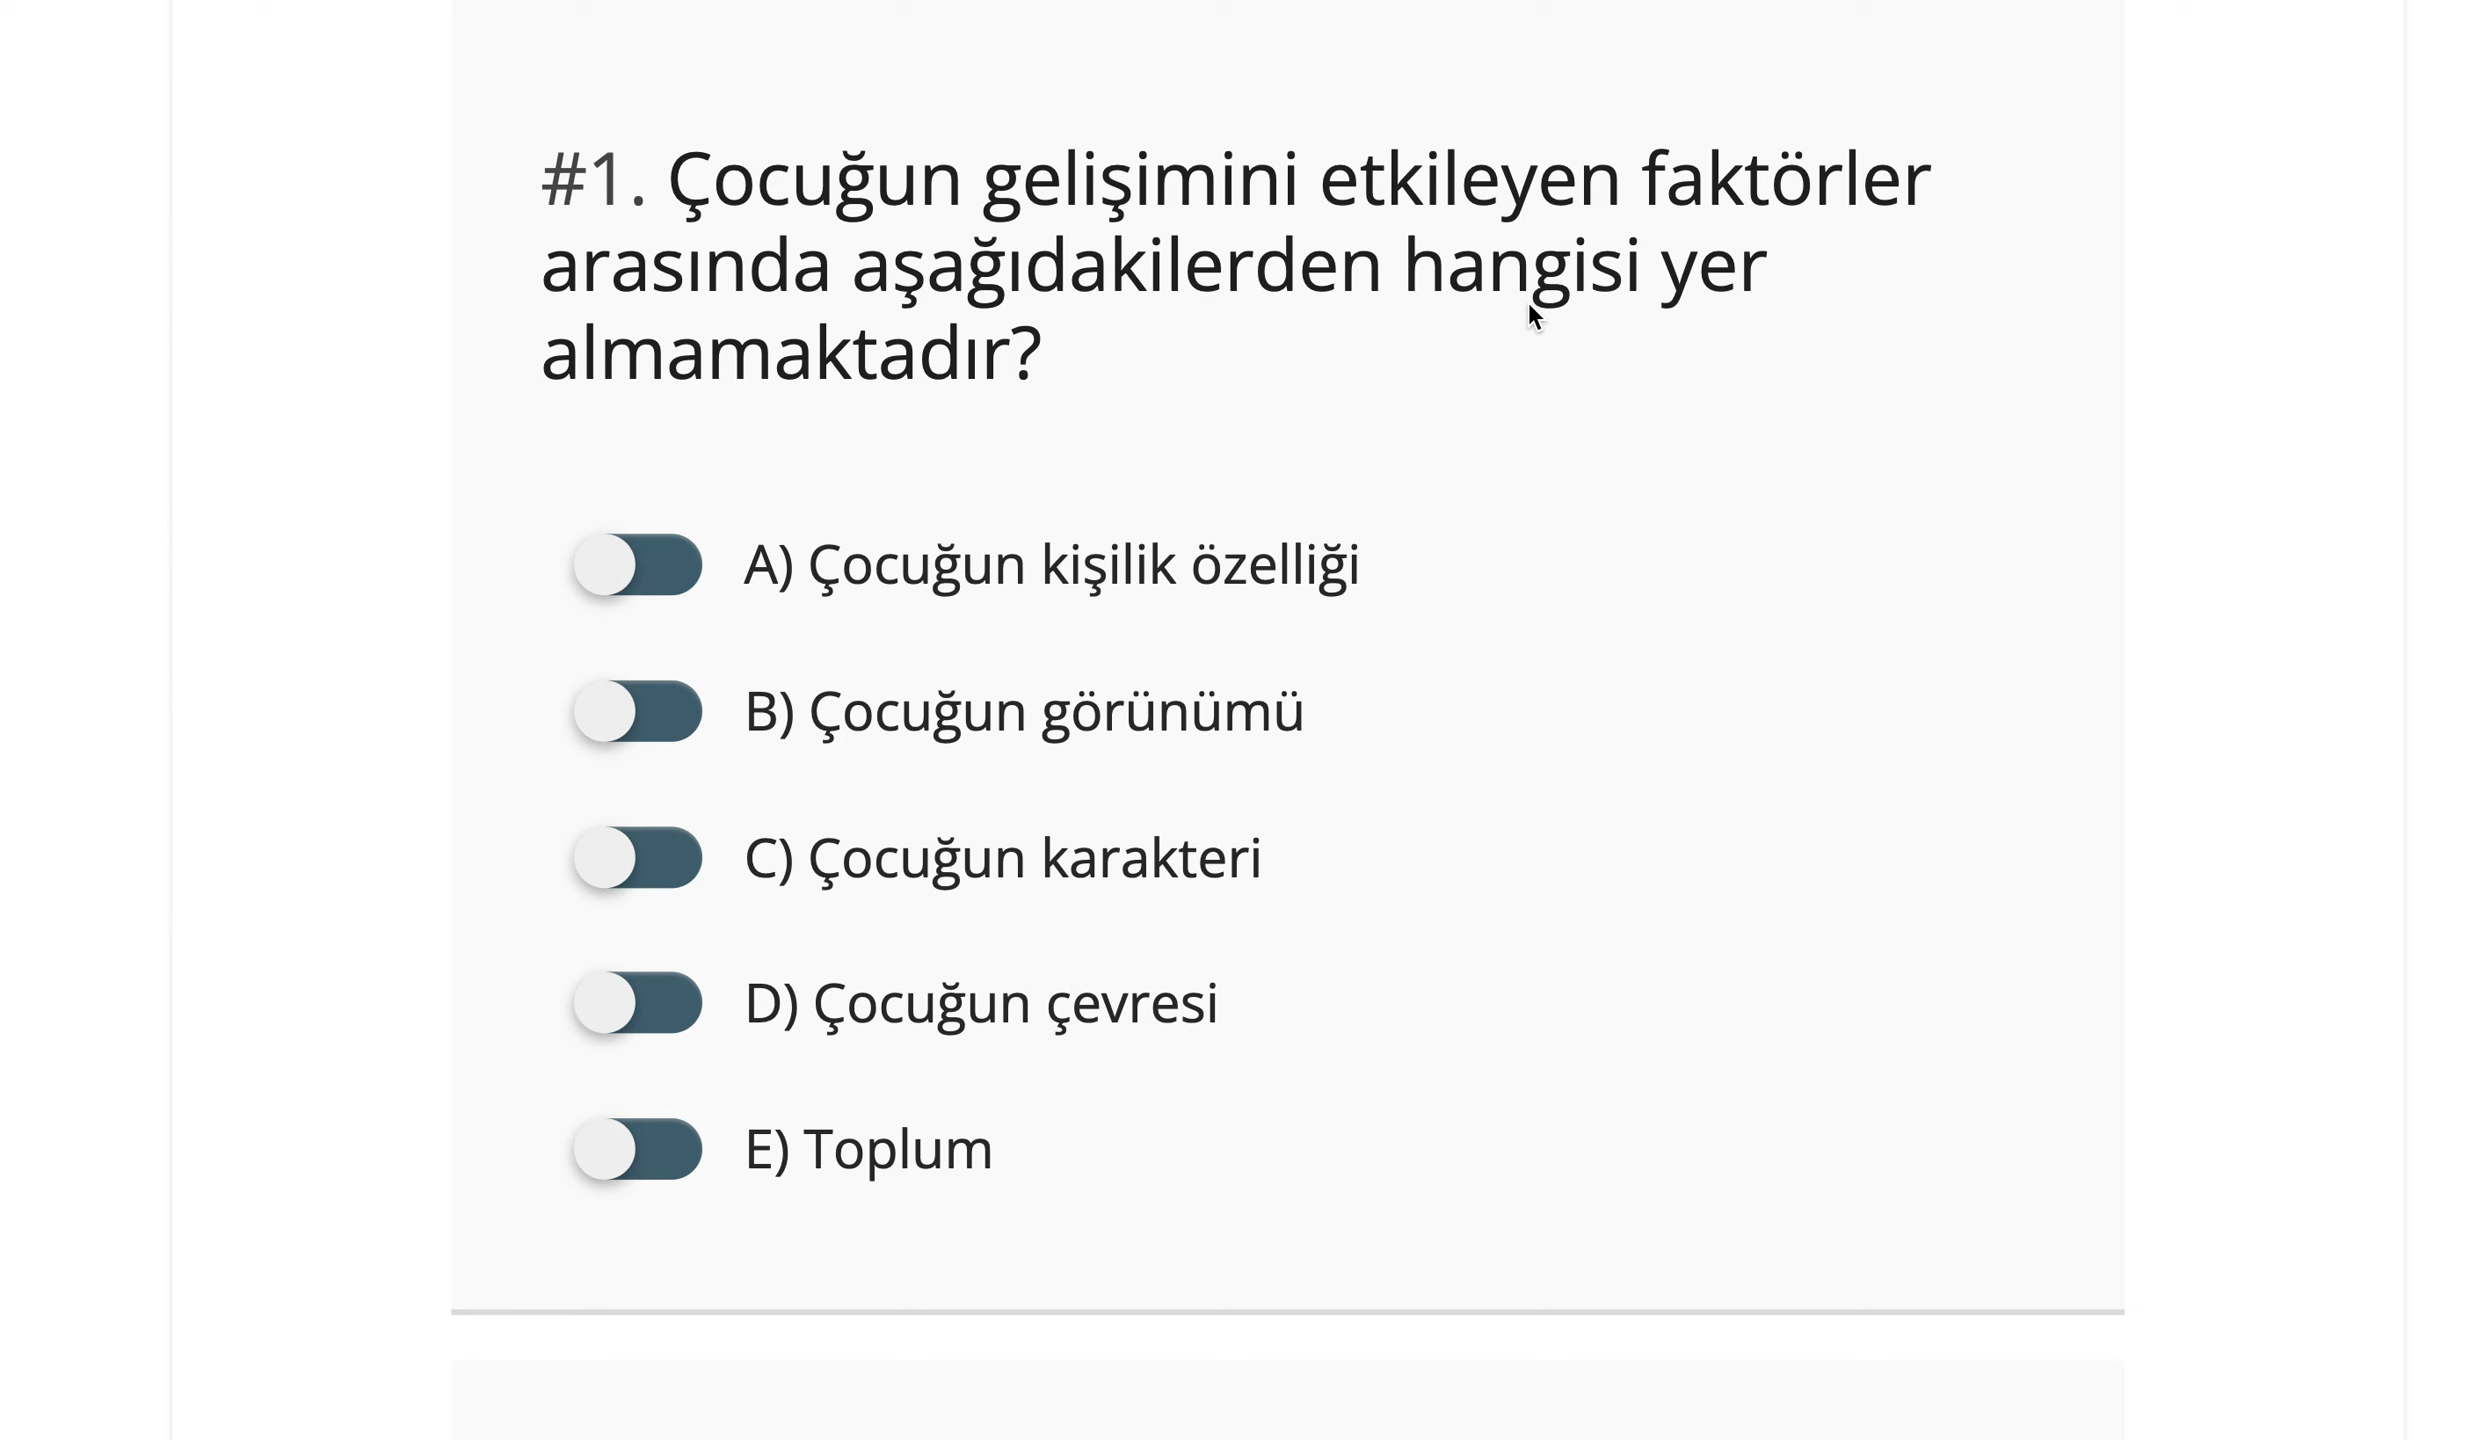 #1. Çocuğun gelişimini etkileyen faktörler
arasında aşağıdakilerden hangisi yer
almamaktadır?
A) Çocuğun kişilik özelliği
B) Çocuğun görünümü
C) Çocuğun karakteri
D) Çocuğun çevresi
E) Toplum